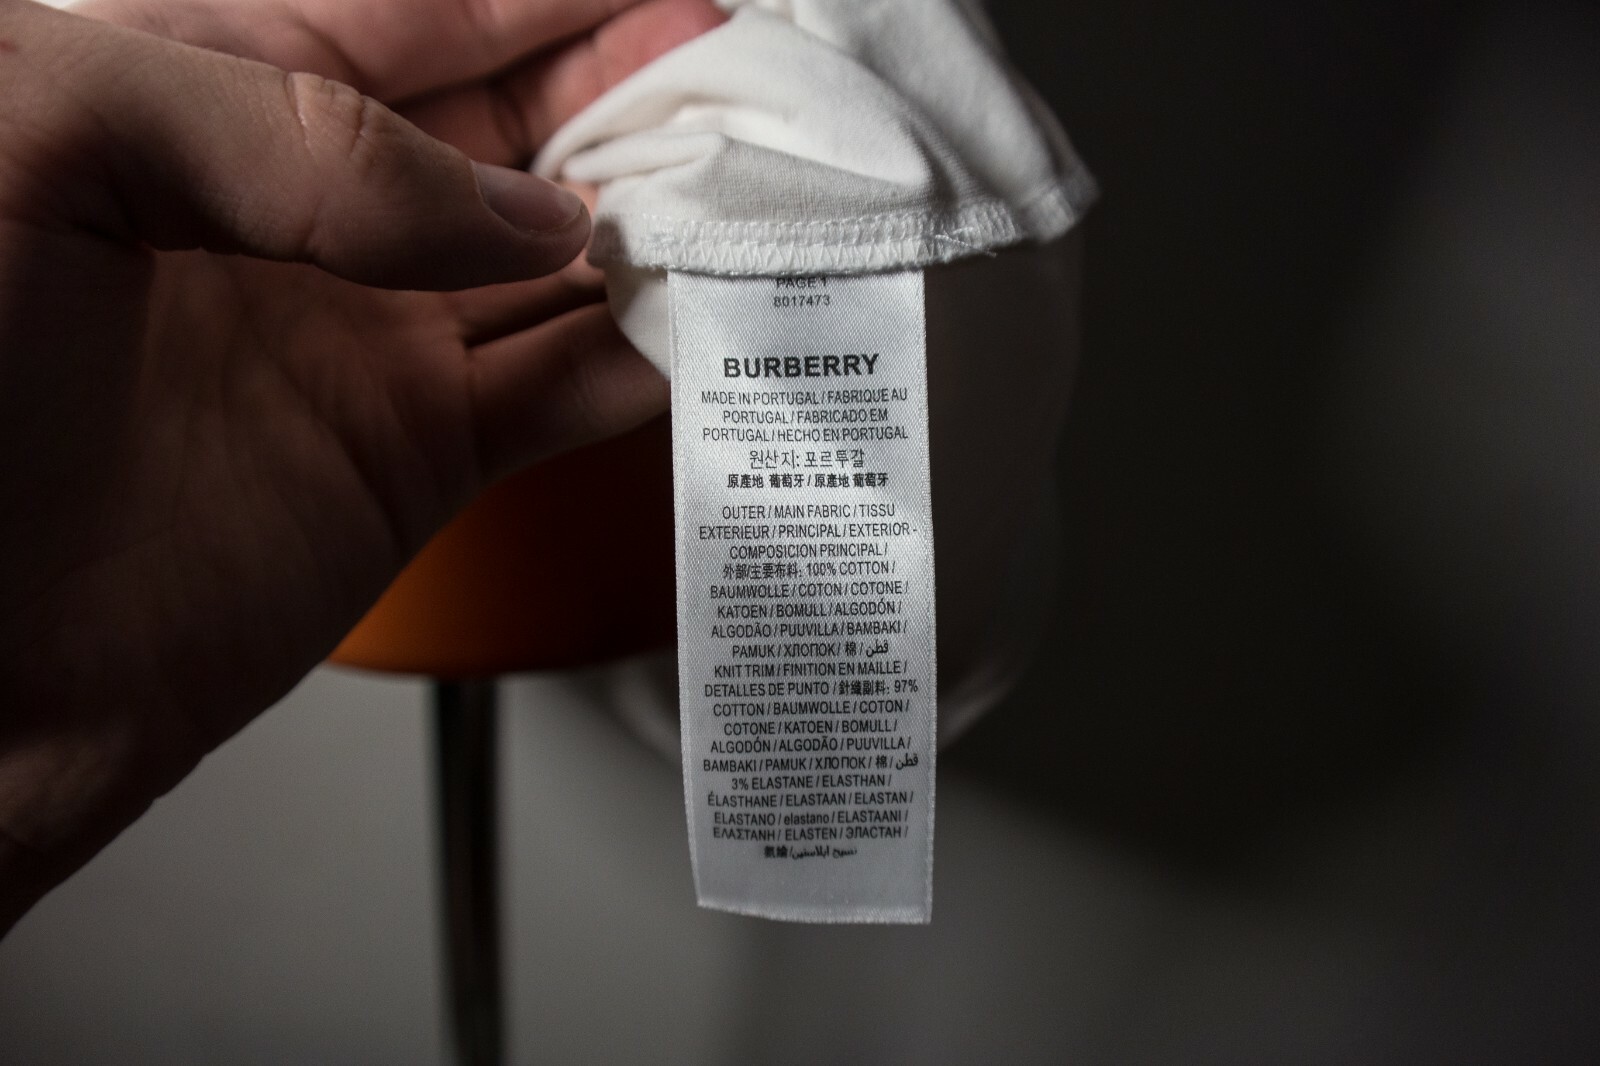 PAGE 1
8017473
BURBERRY
MADE IN PORTUGAL / FABRIQUE AU
PORTUGAL / FABRICADO EM
PORTUGAL / HECHO EN PORTUGAL
원산지: 포르투갈
原產地 葡萄牙 / 原產地 葡萄牙
OUTER / MAIN FABRIC / TISSU
EXTERIEUR / PRINCIPAL / EXTERIOR -
COMPOSICION PRINCIPAL /
外部/主要布料: 100% COTTON /
BAUMWOLLE / COTON / COTONE /
KATOEN / BOMULL / ALGODÓN /
ALGODÃO / PUUVILLA / BAMBAKI /
PAMUK / ХЛОПОК / 棉 / قطن
KNIT TRIM / FINITION EN MAILLE /
DETALLES DE PUNTO / 針織副料: 97%
COTTON / BAUMWOLLE / COTON /
COTONE / KATOEN / BOMULL /
ALGODÓN / ALGODÃO / PUUVILLA /
BAMBAKI / PAMUK / ХЛОПОК / 棉 / قطن
3% ELASTANE / ELASTHAN /
ÉLASTHANE / ELASTAAN / ELASTAN /
ELASTANO / elastano / ELASTAANI /
ΕΛΑΣΤΑΝΗ / ELASTEN / ЭЛАСТАН /
氨綸 / نسيج ايلاستين